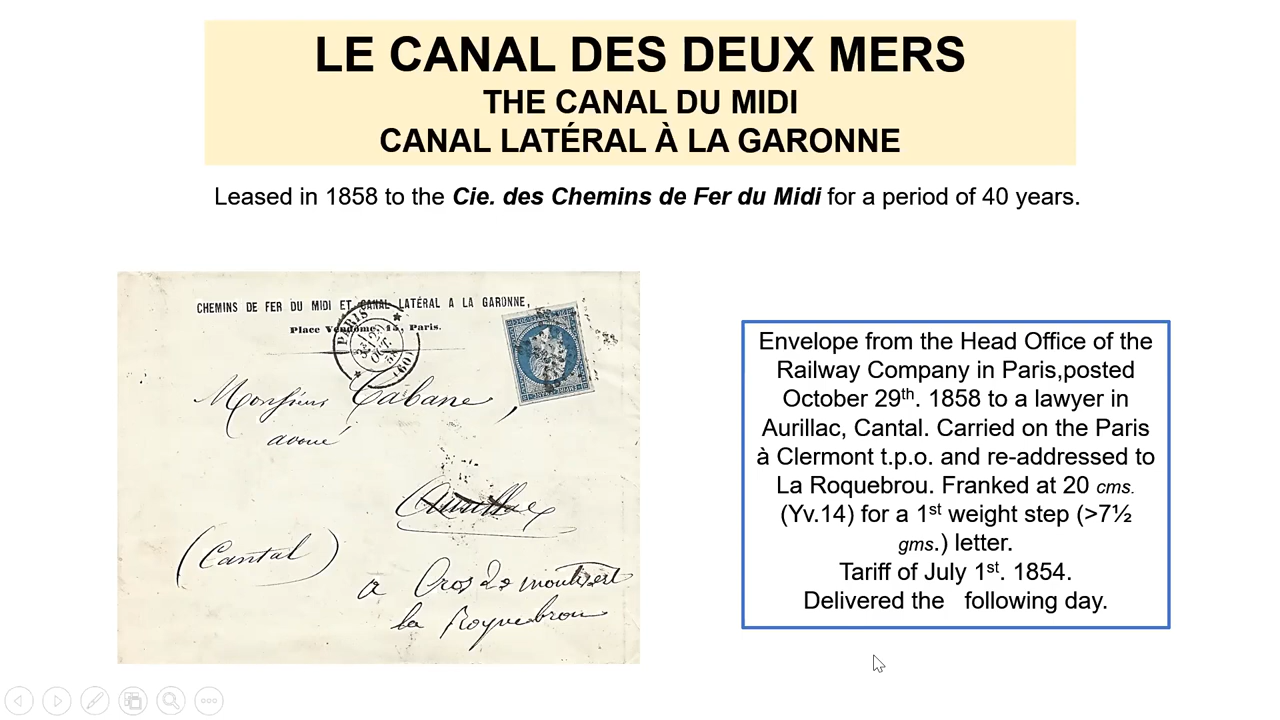 LE CANAL DES DEUX MERS
THE CANAL DU MIDI
CANAL LATÉRAL À LA GARONNE
Leased in 1858 to the Cie. des Chemins de Fer du Midi for a period of 40 years.
CHEMINS DE FER DU MIDI ET CANAL LATÉRAL A LA GARONNE,
Place Vendome, 15, Paris.
PARIS
OCT.
(60)
Monsieur Cabane,
avoué
Aurillac
(Cantal)
a Cros de montvert
la Roquebrou
Envelope from the Head Office of the
Railway Company in Paris,posted
October 29th. 1858 to a lawyer in
Aurillac, Cantal. Carried on the Paris
à Clermont t.p.o. and re-addressed to
La Roquebrou. Franked at 20 cms.
(Yv.14) for a 1st weight step (>7½
gms.) letter.
Tariff of July 1st. 1854.
Delivered the following day.